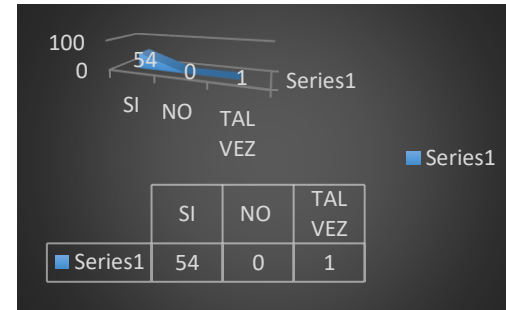 100
0
54
0
1
Series1
SI
NO
TAL
VEZ
Series1
SI NO TAL
VEZ
Series1 54 0 1